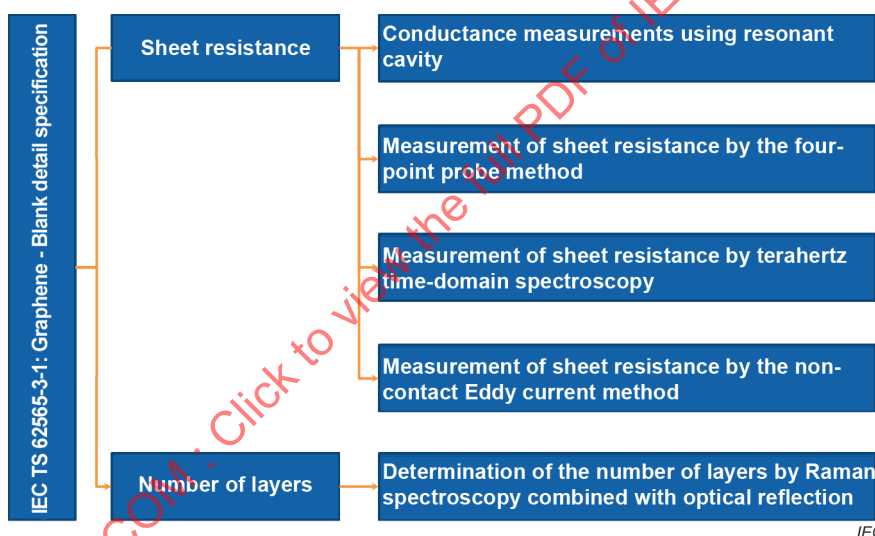 IEC TS 62565-3-1: Graphene - Blank detail specification
Sheet resistance
Conductance measurements using resonant
cavity
Measurement of sheet resistance by the four-
point probe method
Measurement of sheet resistance by terahertz
time-domain spectroscopy
Measurement of sheet resistance by the non-
contact Eddy current method
Number of layers
Determination of the number of layers by Raman
spectroscopy combined with optical reflection
COM : Click to view the full PDF of IE
IEC